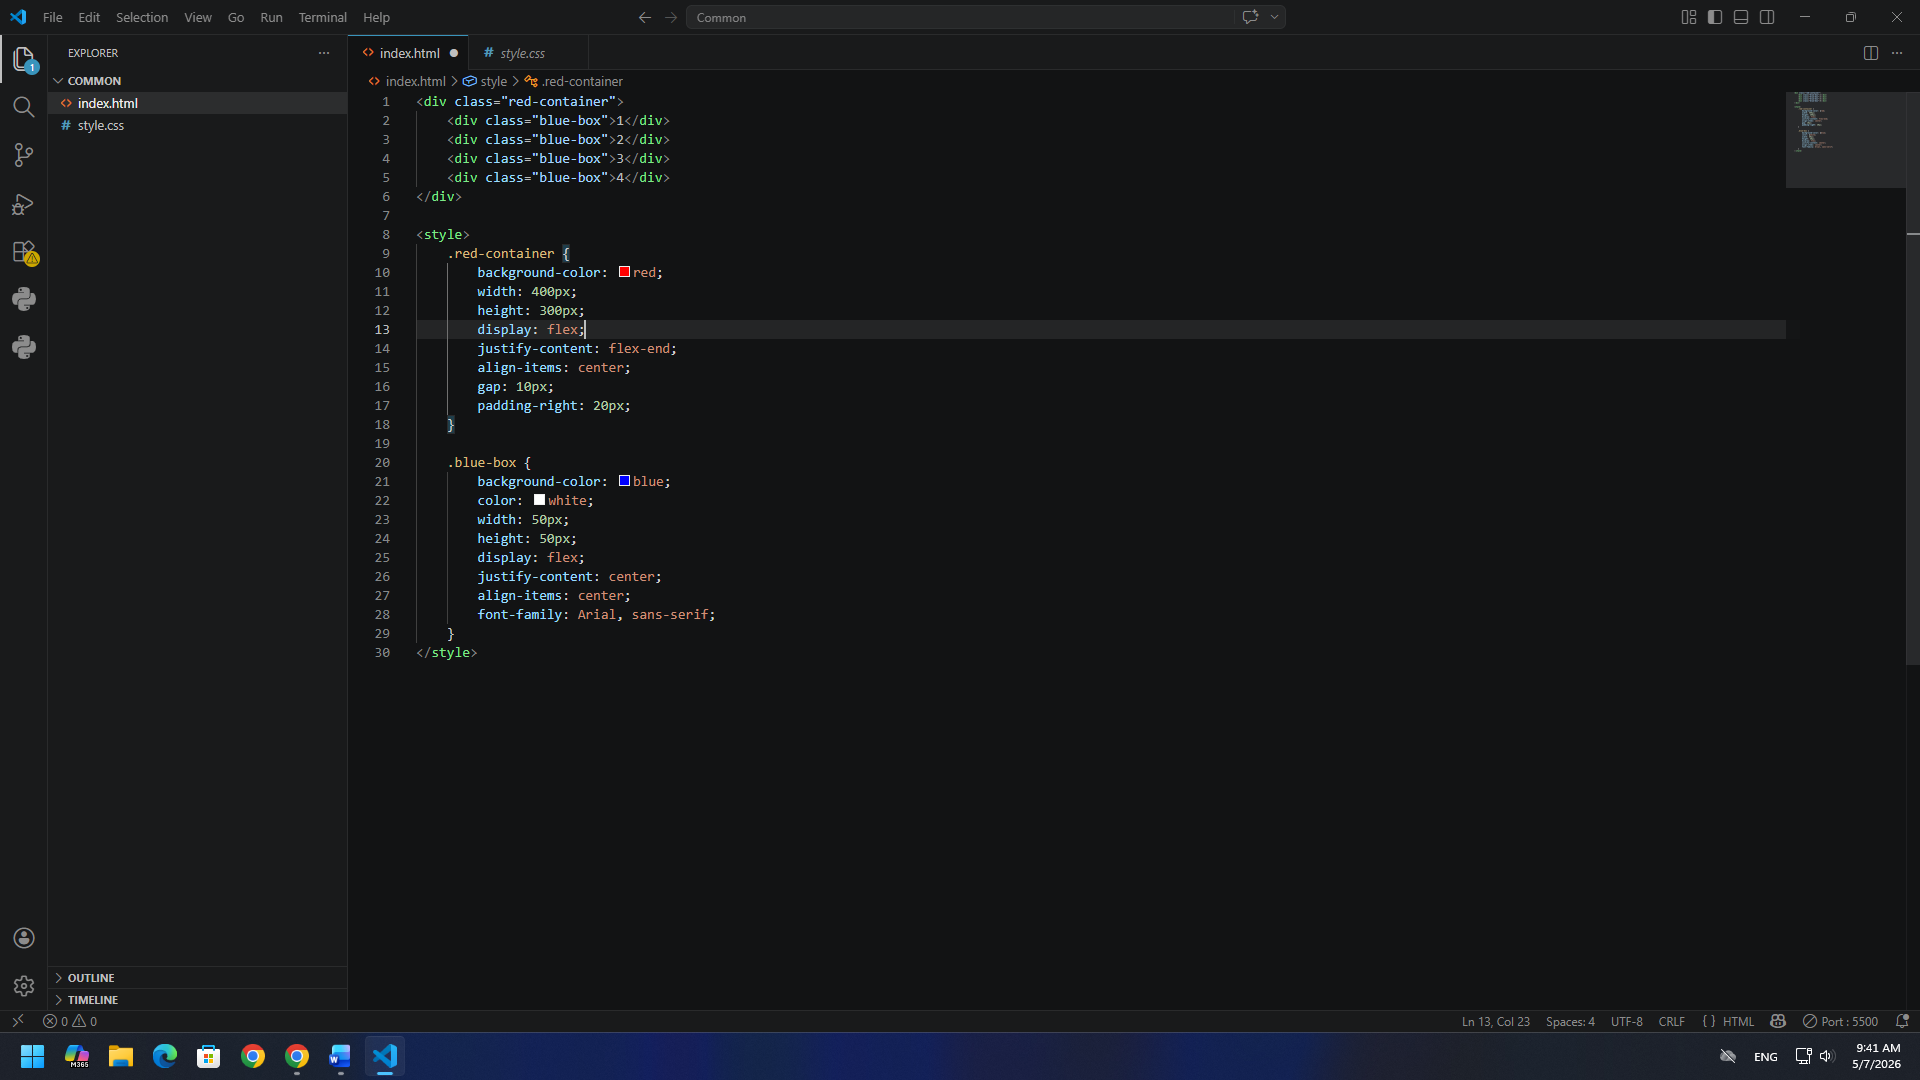 File Edit Selection View Go Run Terminal Help
Common
EXPLORER
COMMON
index.html
style.css
index.html
style.css
index.html > style > .red-container
1 <div class="red-container">
2 <div class="blue-box">1</div>
3 <div class="blue-box">2</div>
4 <div class="blue-box">3</div>
5 <div class="blue-box">4</div>
6 </div>
7
8 <style>
9 .red-container {
10 background-color: red;
11 width: 400px;
12 height: 300px;
13 display: flex;
14 justify-content: flex-end;
15 align-items: center;
16 gap: 10px;
17 padding-right: 20px;
18 }
19
20 .blue-box {
21 background-color: blue;
22 color: white;
23 width: 50px;
24 height: 50px;
25 display: flex;
26 justify-content: center;
27 align-items: center;
28 font-family: Arial, sans-serif;
29 }
30 </style>
1
OUTLINE
TIMELINE
0 0
Ln 13, Col 23 Spaces: 4 UTF-8 CRLF { } HTML Port : 5500
M365
ENG
9:41 AM
5/7/2026